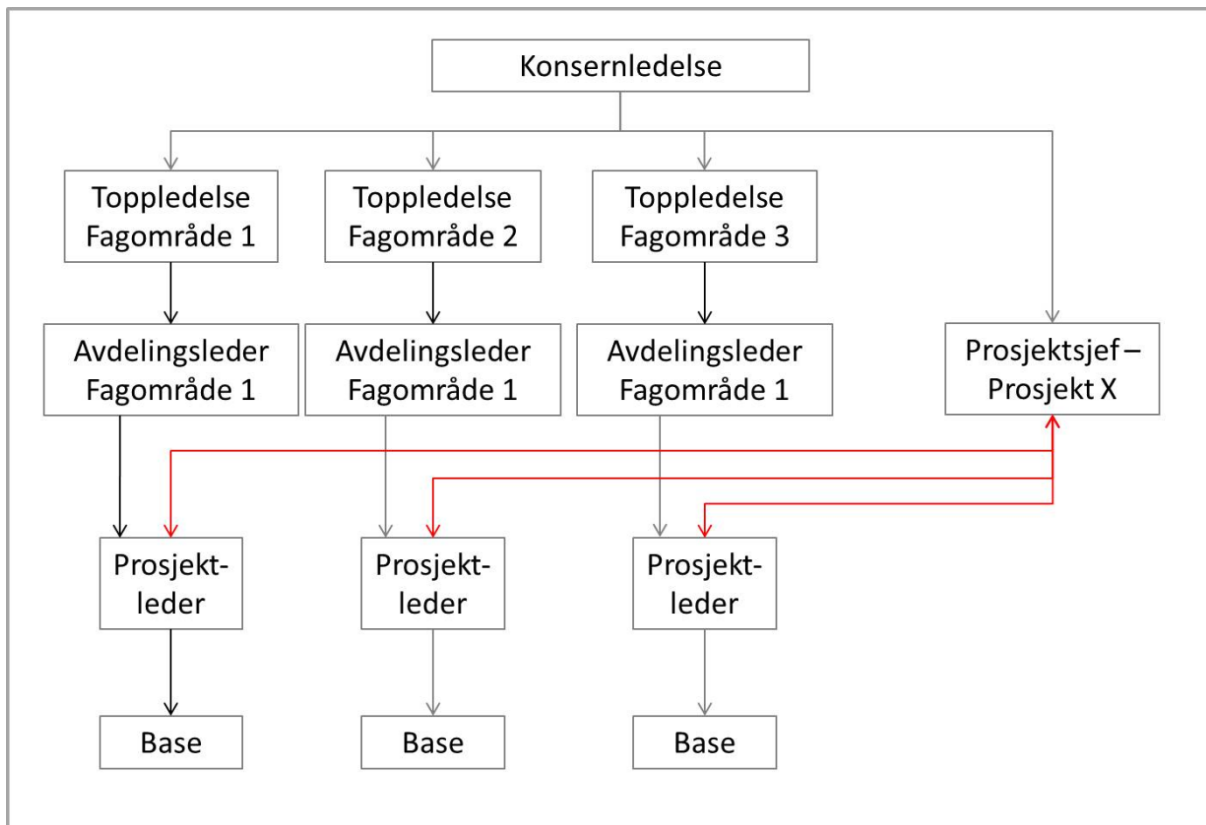 Konsernledelse
Toppledelse
Fagområde 1
Toppledelse
Fagområde 2
Toppledelse
Fagområde 3
Avdelingsleder
Fagområde 1
Avdelingsleder
Fagområde 1
Avdelingsleder
Fagområde 1
Prosjektsjef –
Prosjekt X
Prosjekt-
leder
Prosjekt-
leder
Prosjekt-
leder
Base
Base
Base